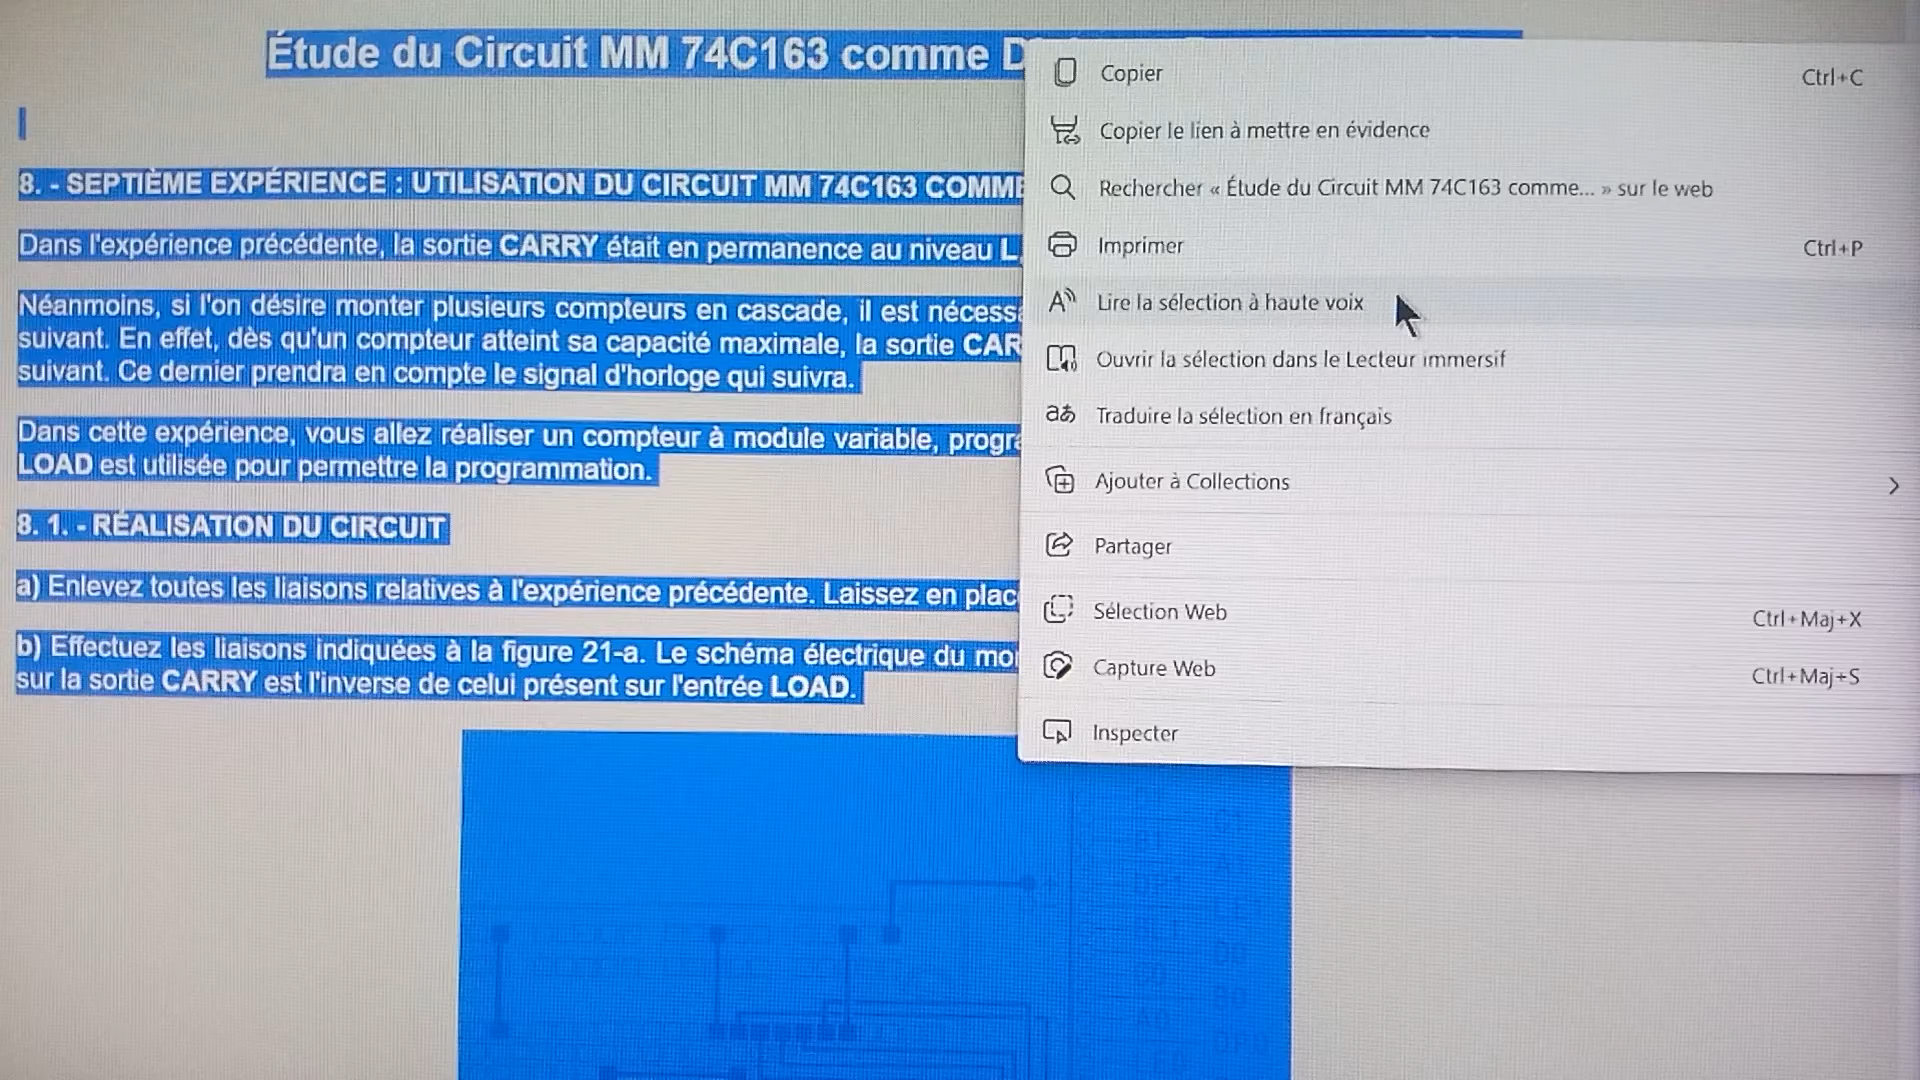 Étude du Circuit MM 74C163 comme
8. - SEPTIÈME EXPÉRIENCE : UTILISATION DU CIRCUIT MM 74C163 COMME
Dans l'expérience précédente, la sortie CARRY était en permanence au niveau L
Néanmoins, si l'on désire monter plusieurs compteurs en cascade, il est
suivant. En effet, dès qu'un compteur atteint sa capacité maximale, la sortie
suivant. Ce dernier prendra en compte le signal d'horloge qui suivra.
Dans cette expérience, vous allez réaliser un compteur à module variable,
LOAD est utilisée pour permettre la programmation.
8. 1. - RÉALISATION DU CIRCUIT
a) Enlevez toutes les liaisons relatives à l'expérience précédente. Laissez en
b) Effectuez les liaisons indiquées à la figure 21-a. Le schéma électrique du
sur la sortie CARRY est l'inverse de celui présent sur l'entrée LOAD.
Copier Ctrl+C
Copier le lien à mettre en évidence
Rechercher « Étude du Circuit MM 74C163 comme... » sur le web
Imprimer Ctrl+P
Lire la sélection à haute voix
Ouvrir la sélection dans le Lecteur immersif
Traduire la sélection en français
Ajouter à Collections
Partager
Sélection Web Ctrl+Maj+X
Capture Web Ctrl+Maj+S
Inspecter